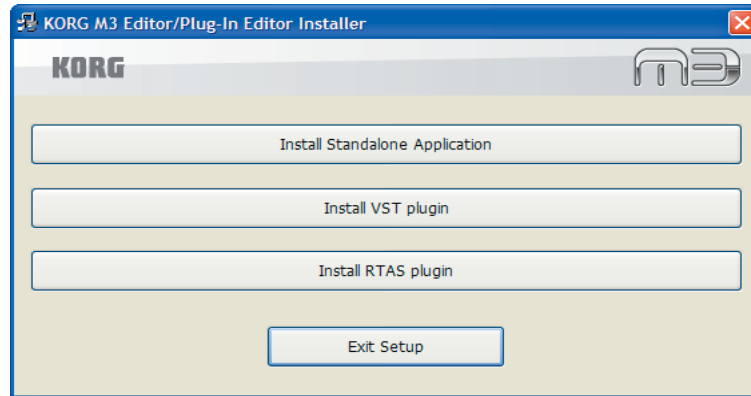 KORG M3 Editor/Plug-In Editor Installer
KORG M3
Install Standalone Application
Install VST plugin
Install RTAS plugin
Exit Setup